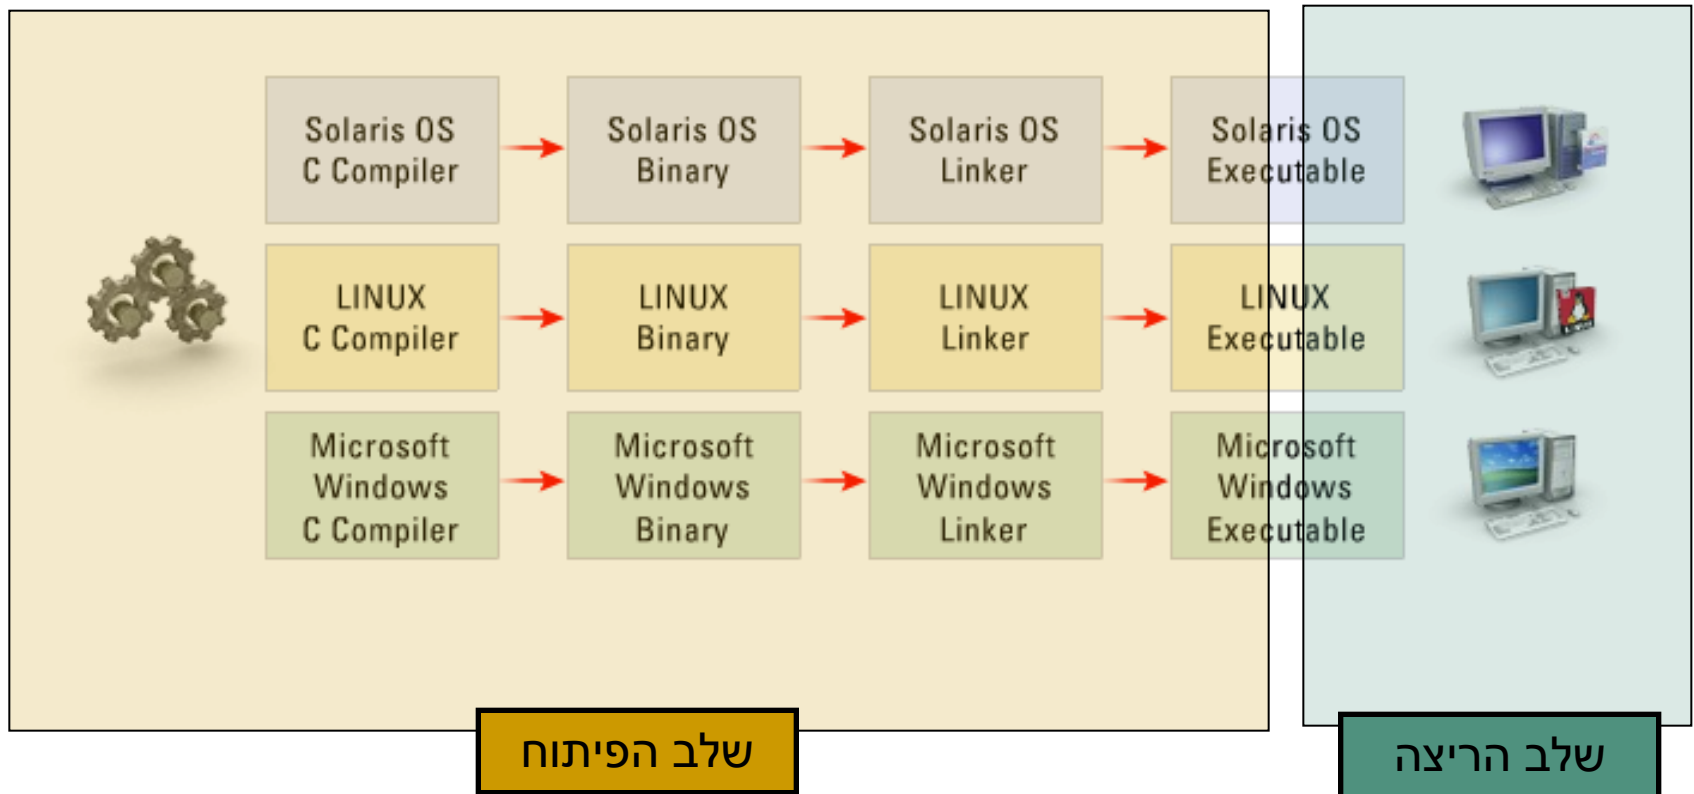 Solaris OS
C Compiler
Solaris OS
Binary
Solaris OS
Linker
Solaris OS
Executable
LINUX
C Compiler
LINUX
Binary
LINUX
Linker
LINUX
Executable
Microsoft
Windows
C Compiler
Microsoft
Windows
Binary
Microsoft
Windows
Linker
Microsoft
Windows
Executable
שלב הפיתוח
שלב הריצה